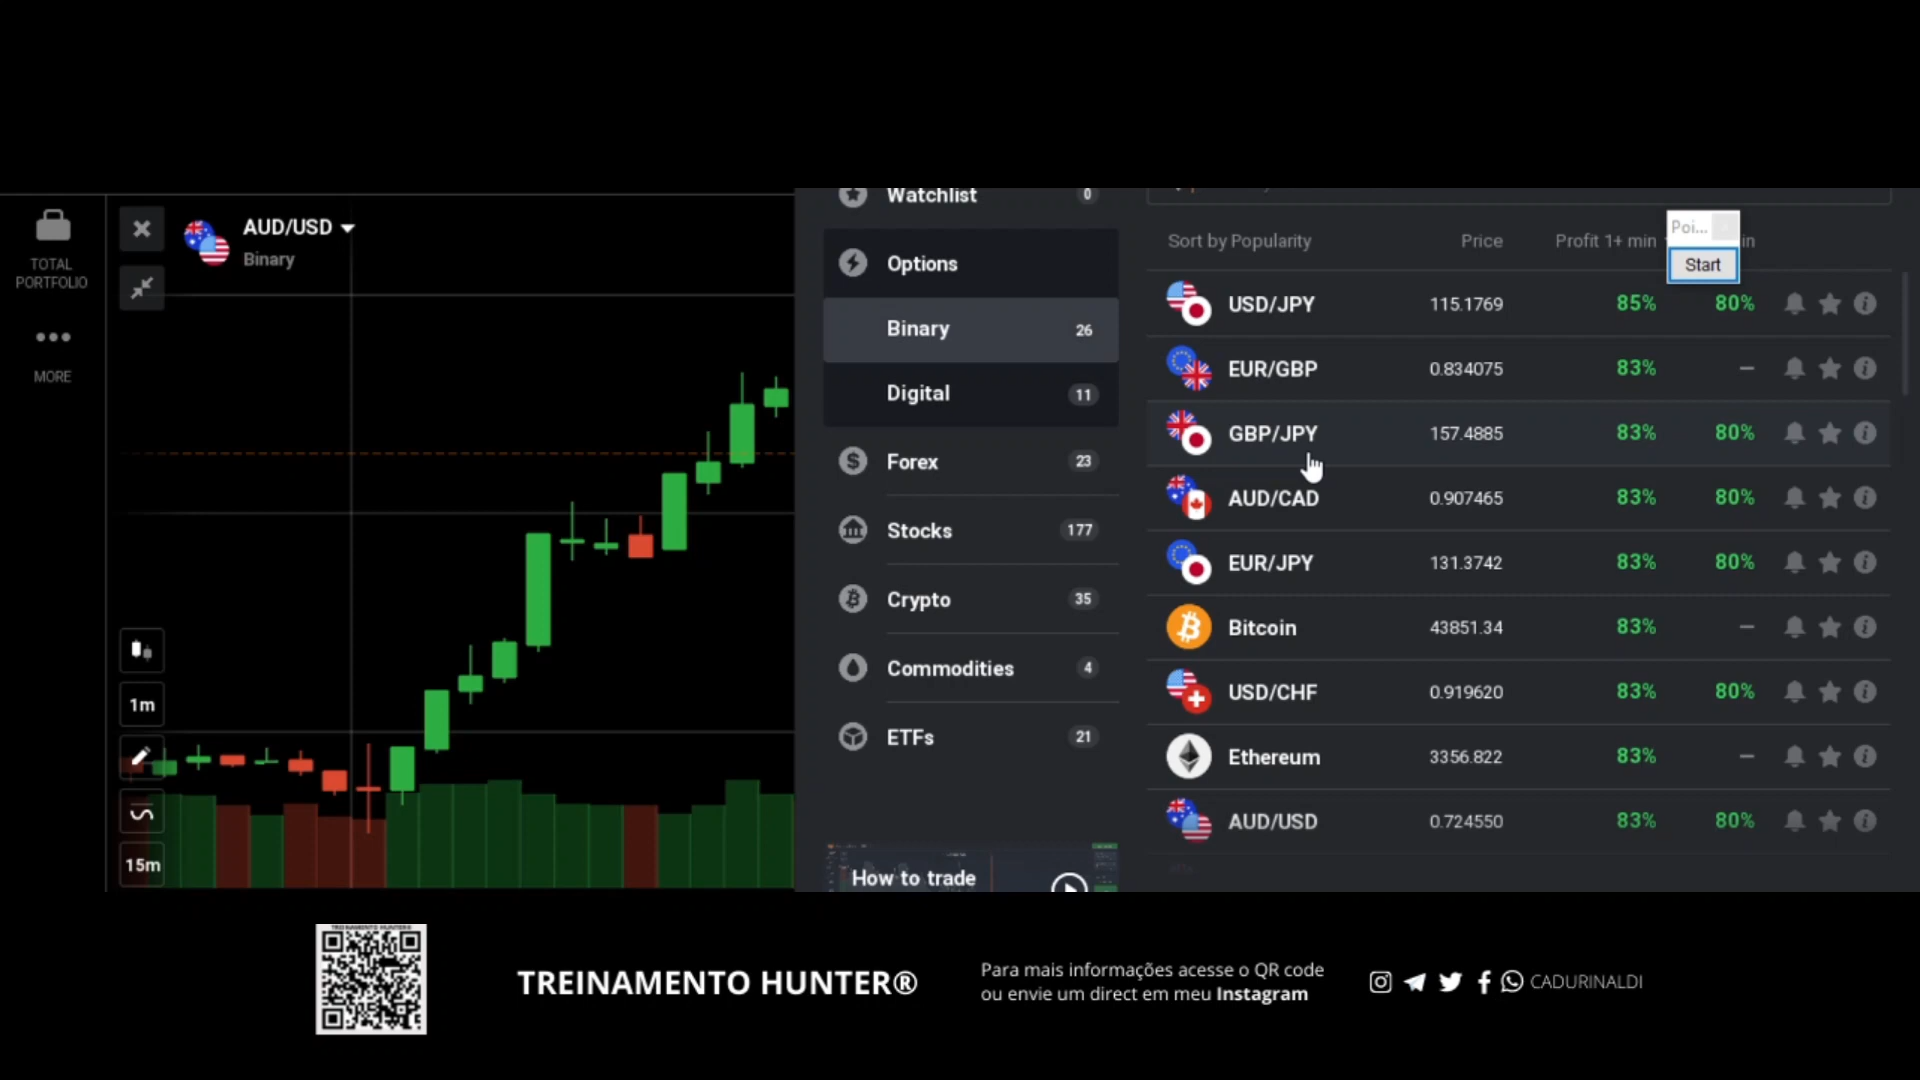 TOTAL
PORTFOLIO
MORE
AUD/USD
Binary
1m
15m
Watchlist 0
Options
Binary 26
Digital 11
Forex 23
Stocks 177
Crypto 35
Commodities 4
ETFs 21
How to trade
Sort by Popularity Price Profit 1+ min in
Poi...
Start
USD/JPY 115.1769 85% 80%
EUR/GBP 0.834075 83% –
GBP/JPY 157.4885 83% 80%
AUD/CAD 0.907465 83% 80%
EUR/JPY 131.3742 83% 80%
Bitcoin 43851.34 83% –
USD/CHF 0.919620 83% 80%
Ethereum 3356.822 83% –
AUD/USD 0.724550 83% 80%
TREINAMENTO HUNTER®
TREINAMENTO HUNTER®
Para mais informações acesse o QR code
ou envie um direct em meu Instagram
CADURINALDI